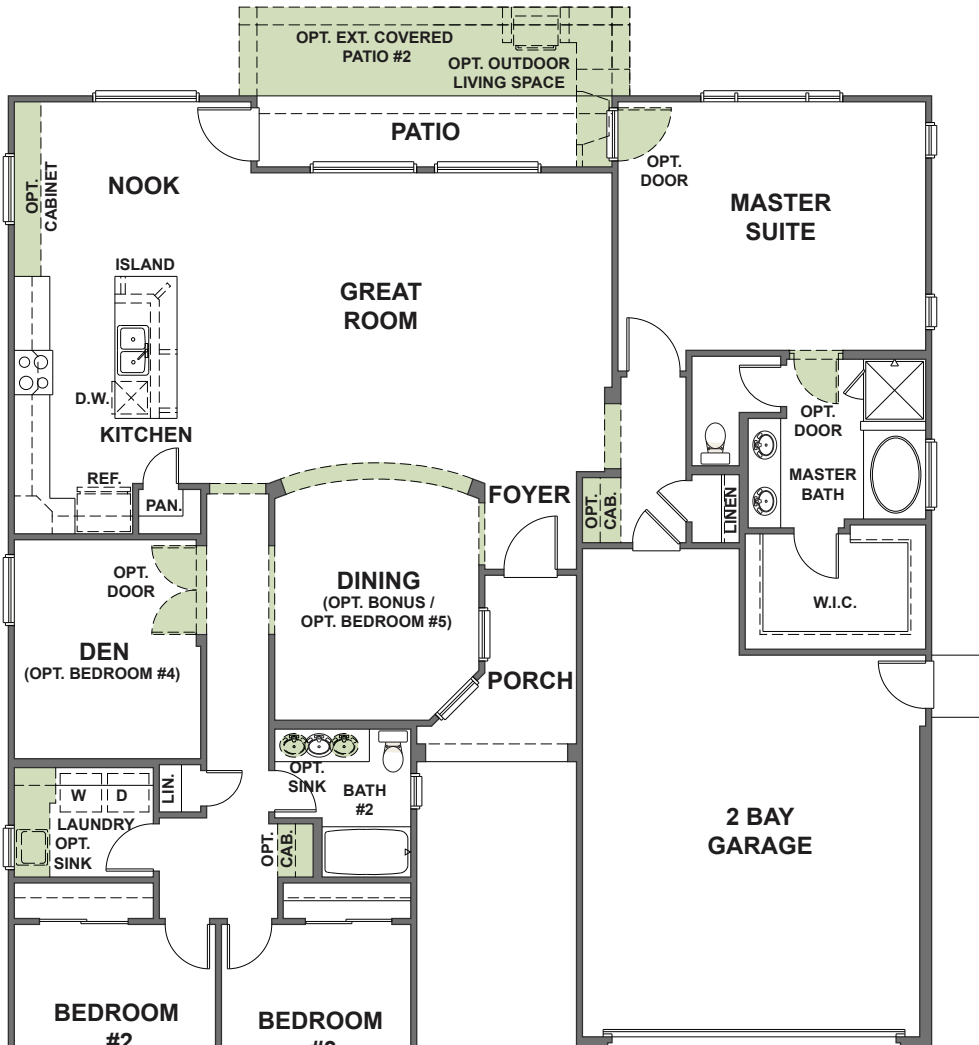 OPT. EXT. COVERED
PATIO #2
OPT. OUTDOOR
LIVING SPACE
PATIO
OPT.
CABINET
NOOK
OPT.
DOOR
MASTER
SUITE
ISLAND
GREAT
ROOM
D.W.
KITCHEN
REF.
PAN.
FOYER
OPT.
CAB.
LINEN
OPT.
DOOR
MASTER
BATH
W.I.C.
OPT.
DOOR
DEN
(OPT. BEDROOM #4)
DINING
(OPT. BONUS /
OPT. BEDROOM #5)
PORCH
W
D
LAUNDRY
OPT.
SINK
LIN.
OPT.
SINK
BATH
#2
OPT.
CAB.
2 BAY
GARAGE
BEDROOM
#2
BEDROOM